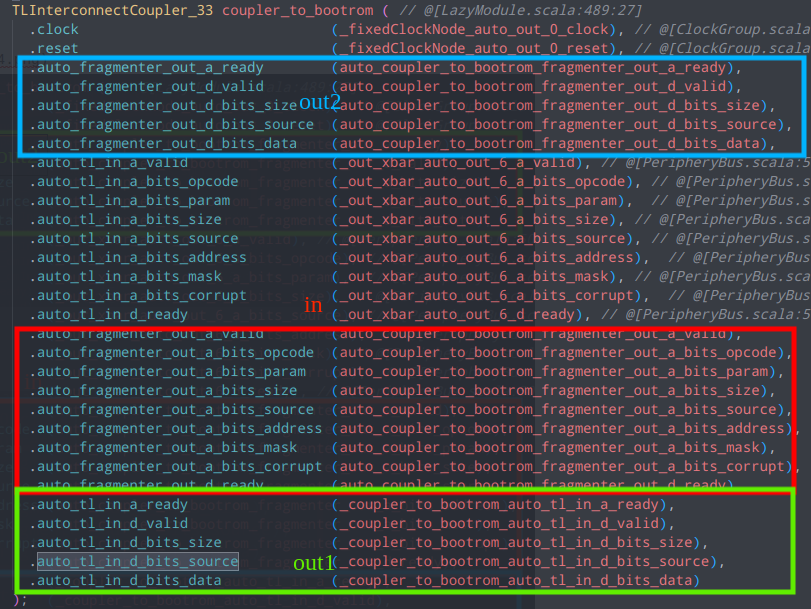 TLInterconnectCoupler_33 coupler_to_bootrom ( // @[LazyModule.scala:489:27]
.clock (_fixedClockNode_auto_out_0_clock), // @[ClockGroup.scala
.reset (_fixedClockNode_auto_out_0_reset), // @[ClockGroup.scala
.auto_fragmenter_out_a_ready (auto_coupler_to_bootrom_fragmenter_out_a_ready),
.auto_fragmenter_out_d_valid (auto_coupler_to_bootrom_fragmenter_out_d_valid),
.auto_fragmenter_out_d_bits_size out2 (auto_coupler_to_bootrom_fragmenter_out_d_bits_size),
.auto_fragmenter_out_d_bits_source (auto_coupler_to_bootrom_fragmenter_out_d_bits_source),
.auto_fragmenter_out_d_bits_data (auto_coupler_to_bootrom_fragmenter_out_d_bits_data),
.auto_tl_in_a_valid (_out_xbar_auto_out_6_a_valid), // @[PeripheryBus.scala:5
.auto_tl_in_a_bits_opcode (_out_xbar_auto_out_6_a_bits_opcode), // @[PeripheryBus.s
.auto_tl_in_a_bits_param (_out_xbar_auto_out_6_a_bits_param), // @[PeripheryBus.s
.auto_tl_in_a_bits_size (_out_xbar_auto_out_6_a_bits_size), // @[PeripheryBus.sc
.auto_tl_in_a_bits_source (_out_xbar_auto_out_6_a_bits_source), // @[PeripheryBus.s
.auto_tl_in_a_bits_address (_out_xbar_auto_out_6_a_bits_address), // @[PeripheryBus.
.auto_tl_in_a_bits_mask (_out_xbar_auto_out_6_a_bits_mask), // @[PeripheryBus.sca
.auto_tl_in_a_bits_corrupt (_out_xbar_auto_out_6_a_bits_corrupt), // @[PeripheryBus.
in
.auto_tl_in_d_ready (_out_xbar_auto_out_6_d_ready), // @[PeripheryBus.scala:5
.auto_fragmenter_out_a_valid (auto_coupler_to_bootrom_fragmenter_out_a_valid),
.auto_fragmenter_out_a_bits_opcode (auto_coupler_to_bootrom_fragmenter_out_a_bits_opcode),
.auto_fragmenter_out_a_bits_param (auto_coupler_to_bootrom_fragmenter_out_a_bits_param),
.auto_fragmenter_out_a_bits_size (auto_coupler_to_bootrom_fragmenter_out_a_bits_size),
.auto_fragmenter_out_a_bits_source (auto_coupler_to_bootrom_fragmenter_out_a_bits_source),
.auto_fragmenter_out_a_bits_address (auto_coupler_to_bootrom_fragmenter_out_a_bits_address),
.auto_fragmenter_out_a_bits_mask (auto_coupler_to_bootrom_fragmenter_out_a_bits_mask),
.auto_fragmenter_out_a_bits_corrupt (auto_coupler_to_bootrom_fragmenter_out_a_bits_corrupt),
.auto_fragmenter_out_d_ready (auto_coupler_to_bootrom_fragmenter_out_d_ready),
.auto_tl_in_a_ready (_coupler_to_bootrom_auto_tl_in_a_ready),
.auto_tl_in_d_valid (_coupler_to_bootrom_auto_tl_in_d_valid),
.auto_tl_in_d_bits_size (_coupler_to_bootrom_auto_tl_in_d_bits_size),
.auto_tl_in_d_bits_source out1 (_coupler_to_bootrom_auto_tl_in_d_bits_source),
.auto_tl_in_d_bits_data (_coupler_to_bootrom_auto_tl_in_d_bits_data)
);